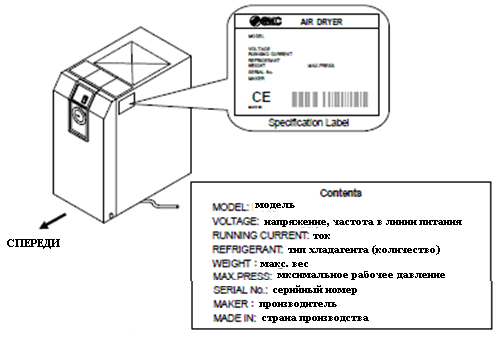 SMC AIR DRYER
MODEL
VOLTAGE
RUNNING CURRENT
REFRIGERANT
WEIGHT MAX.PRESS
SERIAL No.
MAKER
CE
Specification Label
СПЕРЕДИ
Contents
MODEL: модель
VOLTAGE: напряжение, частота в линии питания
RUNNING CURRENT: ток
REFRIGERANT: тип хладагента (количество)
WEIGHT : макс. вес
MAX.PRESS: мксимальное рабочее давление
SERIAL No.: серийный номер
MAKER : производитель
MADE IN: страна производства